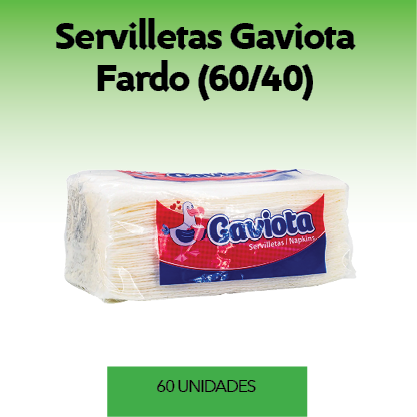 Servilletas Gaviota
Fardo (60/40)
Gaviota
Servilletas / Napkins
60 UNIDADES